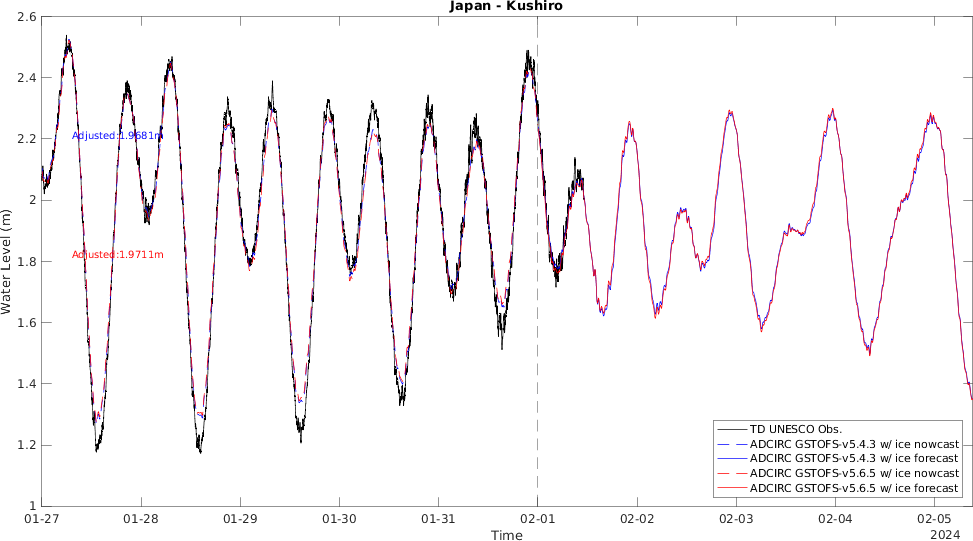 Japan - Kushiro
2.6
2.4
2.2
2
1.8
1.6
1.4
1.2
1
Water Level (m)
Adjusted:1.9681m
Adjusted:1.9711m
TD UNESCO Obs.
ADCIRC GSTOFS-v5.4.3 w/ ice nowcast
ADCIRC GSTOFS-v5.4.3 w/ ice forecast
ADCIRC GSTOFS-v5.6.5 w/ ice nowcast
ADCIRC GSTOFS-v5.6.5 w/ ice forecast
01-27 01-28 01-29 01-30 01-31 02-01 02-02 02-03 02-04 02-05
Time
2024